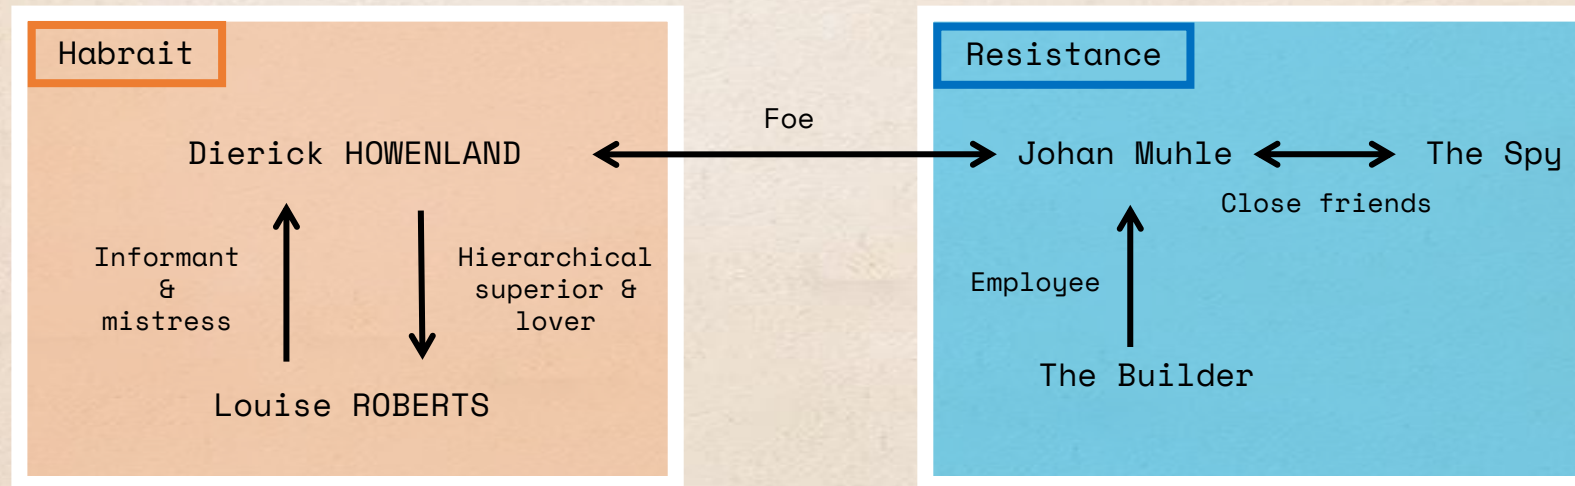 Habrait
Resistance
Foe
Dierick HOWENLAND
Johan Muhle
The Spy
Close friends
Informant
&
mistress
Hierarchical
superior &
lover
Employee
The Builder
Louise ROBERTS